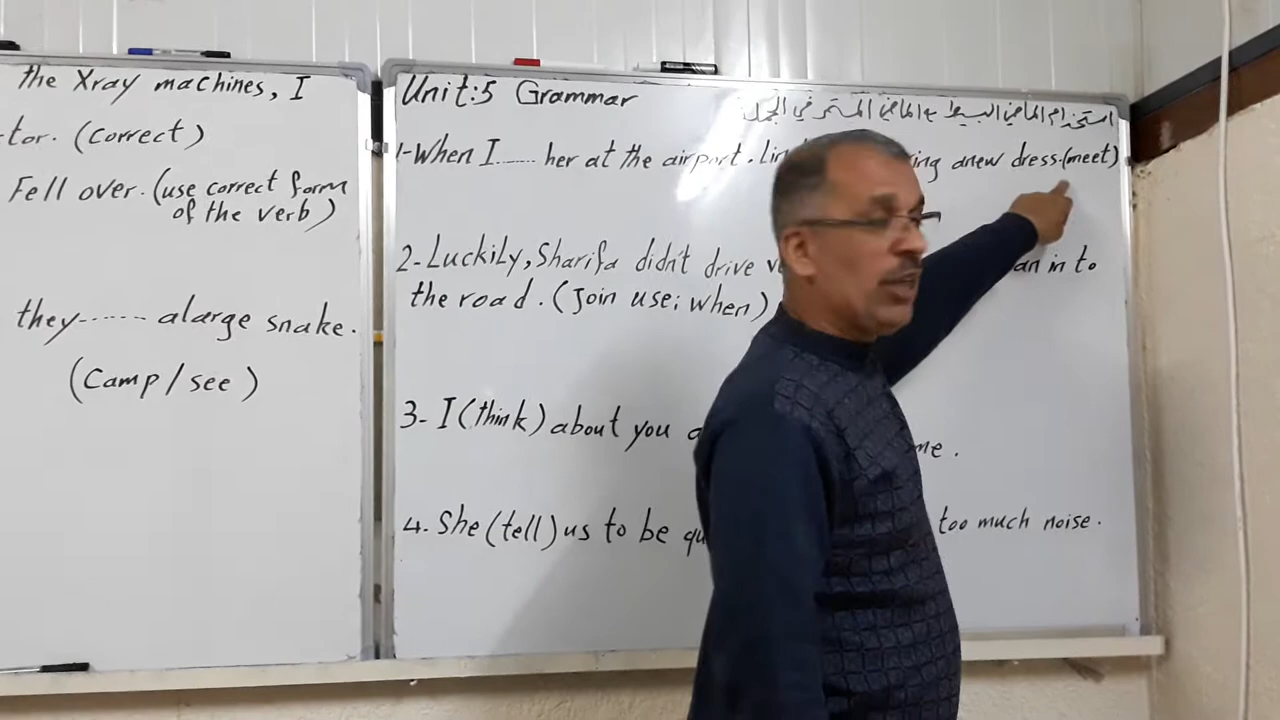 the Xray machines, I
tor. (Correct)
Fell over. (use correct form
of the verb)
they------ alarge snake.
(Camp/see)
Unit:5 Grammar
استخدام الماضي البسيط والماضي المستمر في الجمل
1-When I....... her at the airport. Lin ing anew dress.(meet)
2-Luckily, Sharifa didn't drive an in to
the road. (Join use; when)
3- I (think) about you me.
4. She (tell) us to be too much noise.